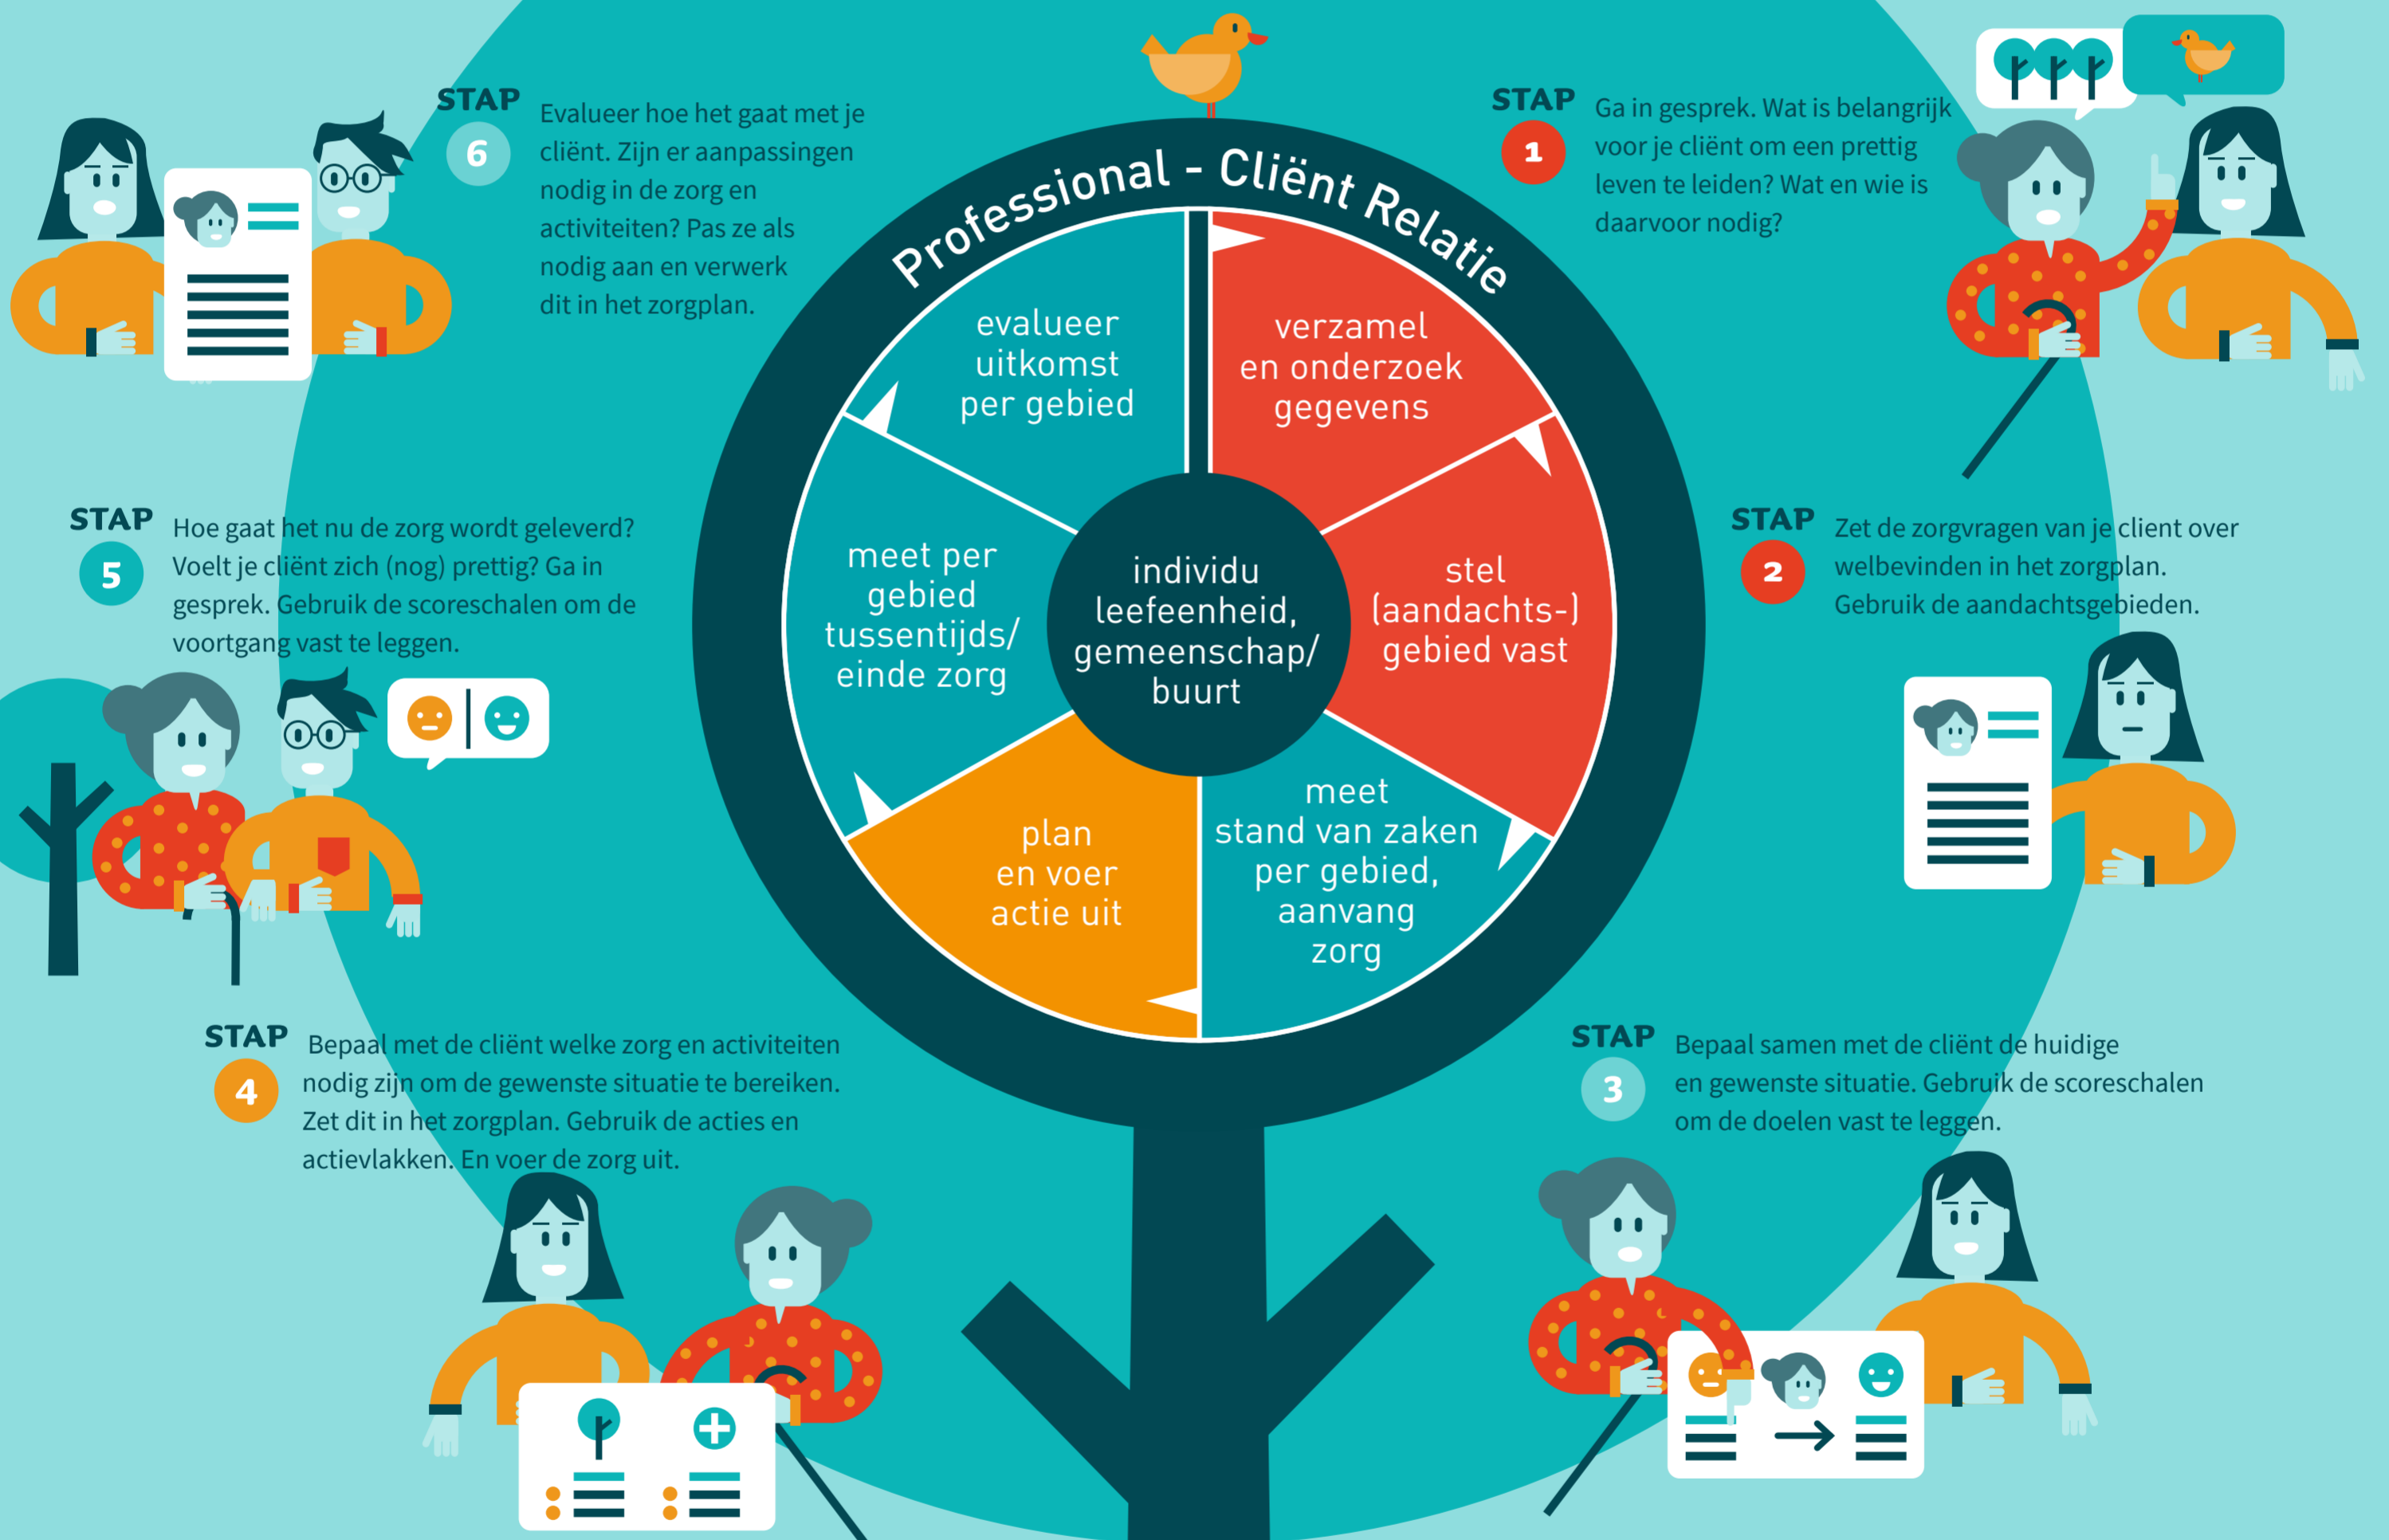 Professional - Cliënt Relatie
verzamel
en onderzoek
gegevens
stel
(aandachts-)
gebied vast
meet
stand van zaken
per gebied,
aanvang
zorg
plan
en voer
actie uit
meet per
gebied
tussentijds/
einde zorg
evalueer
uitkomst
per gebied
individu
leefeenheid,
gemeenschap/
buurt
STAP
1
Ga in gesprek. Wat is belangrijk
voor je cliënt om een prettig
leven te leiden? Wat en wie is
daarvoor nodig?
STAP
2
Zet de zorgvragen van je client over
welbevinden in het zorgplan.
Gebruik de aandachtsgebieden.
STAP
3
Bepaal samen met de cliënt de huidige
en gewenste situatie. Gebruik de scoreschalen
om de doelen vast te leggen.
STAP
4
Bepaal met de cliënt welke zorg en activiteiten
nodig zijn om de gewenste situatie te bereiken.
Zet dit in het zorgplan. Gebruik de acties en
actievlakken. En voer de zorg uit.
STAP
5
Hoe gaat het nu de zorg wordt geleverd?
Voelt je cliënt zich (nog) prettig? Ga in
gesprek. Gebruik de scoreschalen om de
voortgang vast te leggen.
STAP
6
Evalueer hoe het gaat met je
cliënt. Zijn er aanpassingen
nodig in de zorg en
activiteiten? Pas ze als
nodig aan en verwerk
dit in het zorgplan.